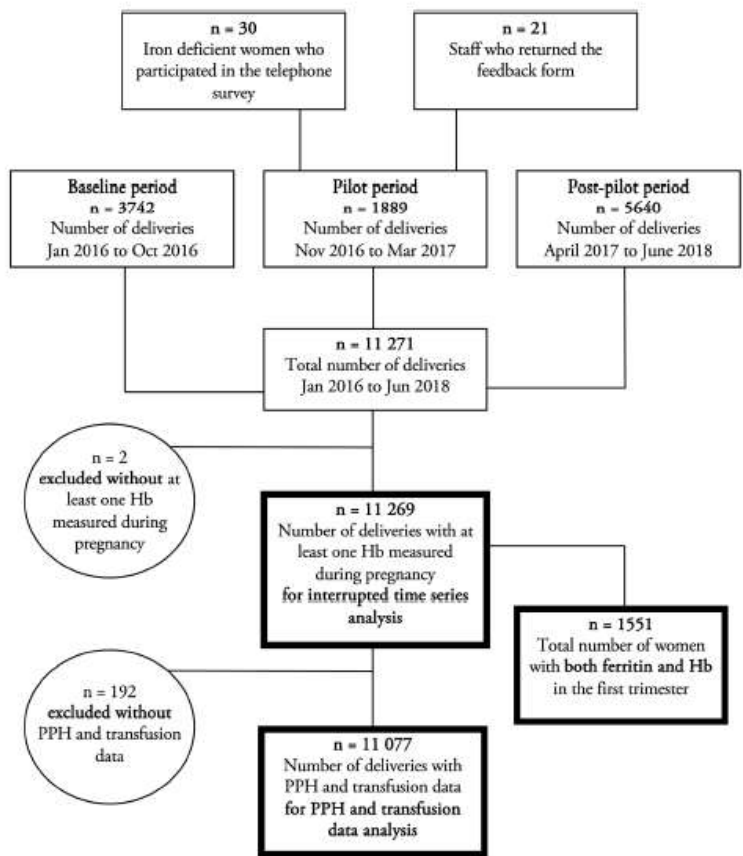 n = 30
Iron deficient women who
participated in the telephone
survey
n = 21
Staff who returned the
feedback form
Baseline period
n = 3742
Number of deliveries
Jan 2016 to Oct 2016
Pilot period
n = 1889
Number of deliveries
Nov 2016 to Mar 2017
Post-pilot period
n = 5640
Number of deliveries
April 2017 to June 2018
n = 11 271
Total number of deliveries
Jan 2016 to Jun 2018
n = 2
excluded without at
least one Hb
measured during
pregnancy
n = 11 269
Number of deliveries with at
least one Hb measured
during pregnancy
for interrupted time series
analysis
n = 1551
Total number of women
with both ferritin and Hb
in the first trimester
n = 192
excluded without
PPH and transfusion
data
n = 11 077
Number of deliveries with
PPH and transfusion data
for PPH and transfusion
data analysis